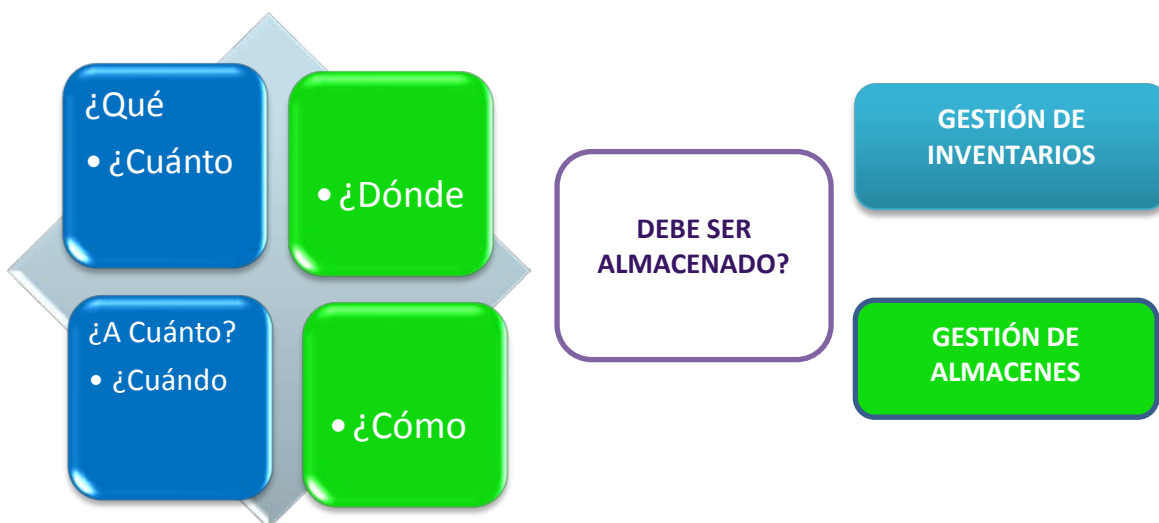 ¿Qué
• ¿Cuánto
• ¿Dónde
¿A Cuánto?
• ¿Cuándo
• ¿Cómo
DEBE SER
ALMACENADO?
GESTIÓN DE
INVENTARIOS
GESTIÓN DE
ALMACENES